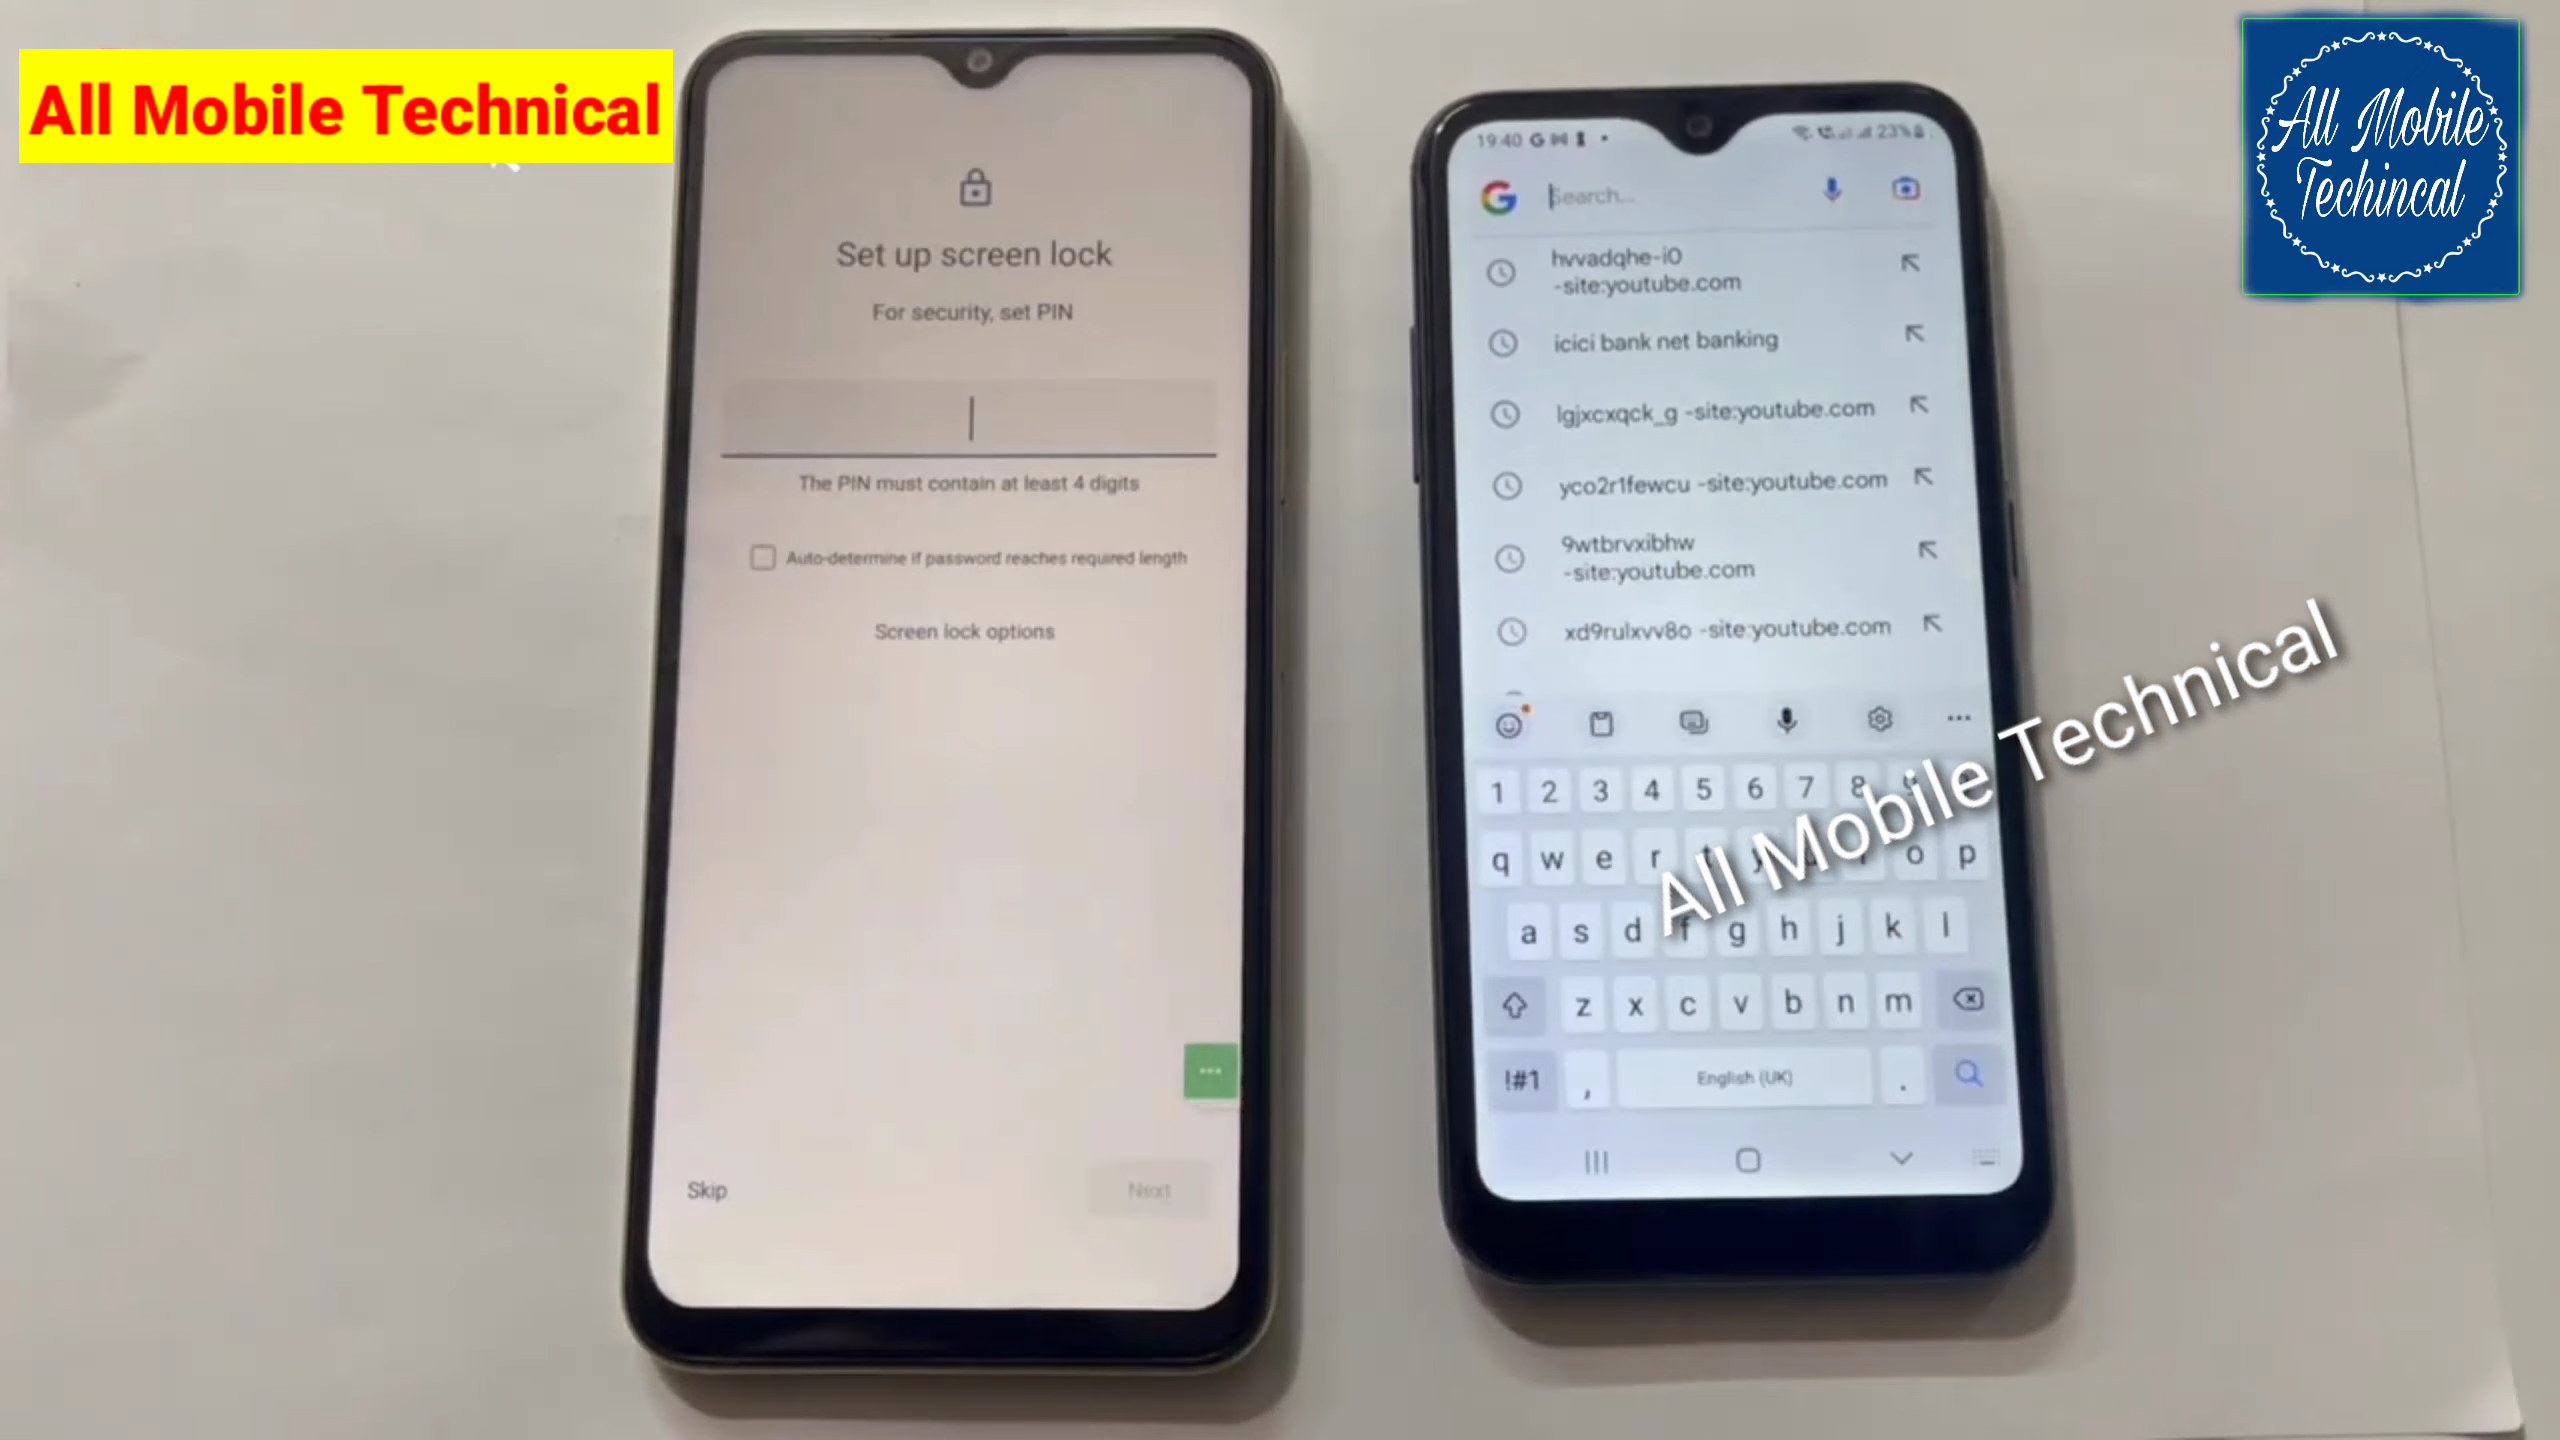 All Mobile Technical
All Mobile
Techincal
Set up screen lock
For security, set PIN
The PIN must contain at least 4 digits
Auto-determine if password reaches required length
Screen lock options
Skip
Next
19:40
23%
Search...
hvvadqhe-i0
-site:youtube.com
icici bank net banking
lgjxcxqck_g -site:youtube.com
yco2r1fewcu -site:youtube.com
9wtbrvxibhw
-site:youtube.com
xd9rulxvv8o -site:youtube.com
1 2 3 4 5 6 7 8 9
q w e r t y u i o p
a s d f g h j k l
z x c v b n m
!#1 , English (UK) .
All Mobile Technical